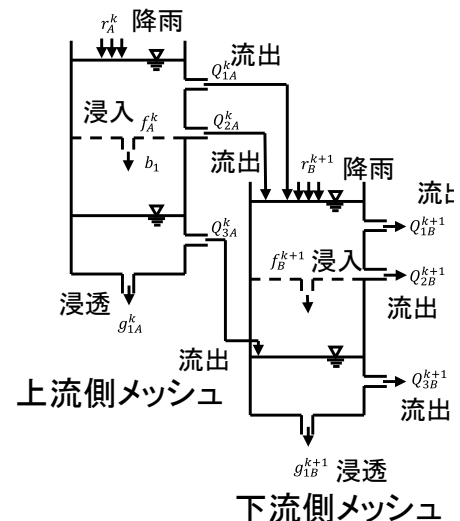 r_A^k 降雨
流出
Q_{1A}^k
浸入 f_A^k
Q_{2A}^k
b_1
流出
r_B^{k+1} 降雨
流出
Q_{1B}^{k+1}
Q_{3A}^k
f_B^{k+1} 浸入
Q_{2B}^{k+1}
流出
浸透
g_{1A}^k
流出
上流側メッシュ
Q_{3B}^{k+1}
流出
g_{1B}^{k+1} 浸透
下流側メッシュ